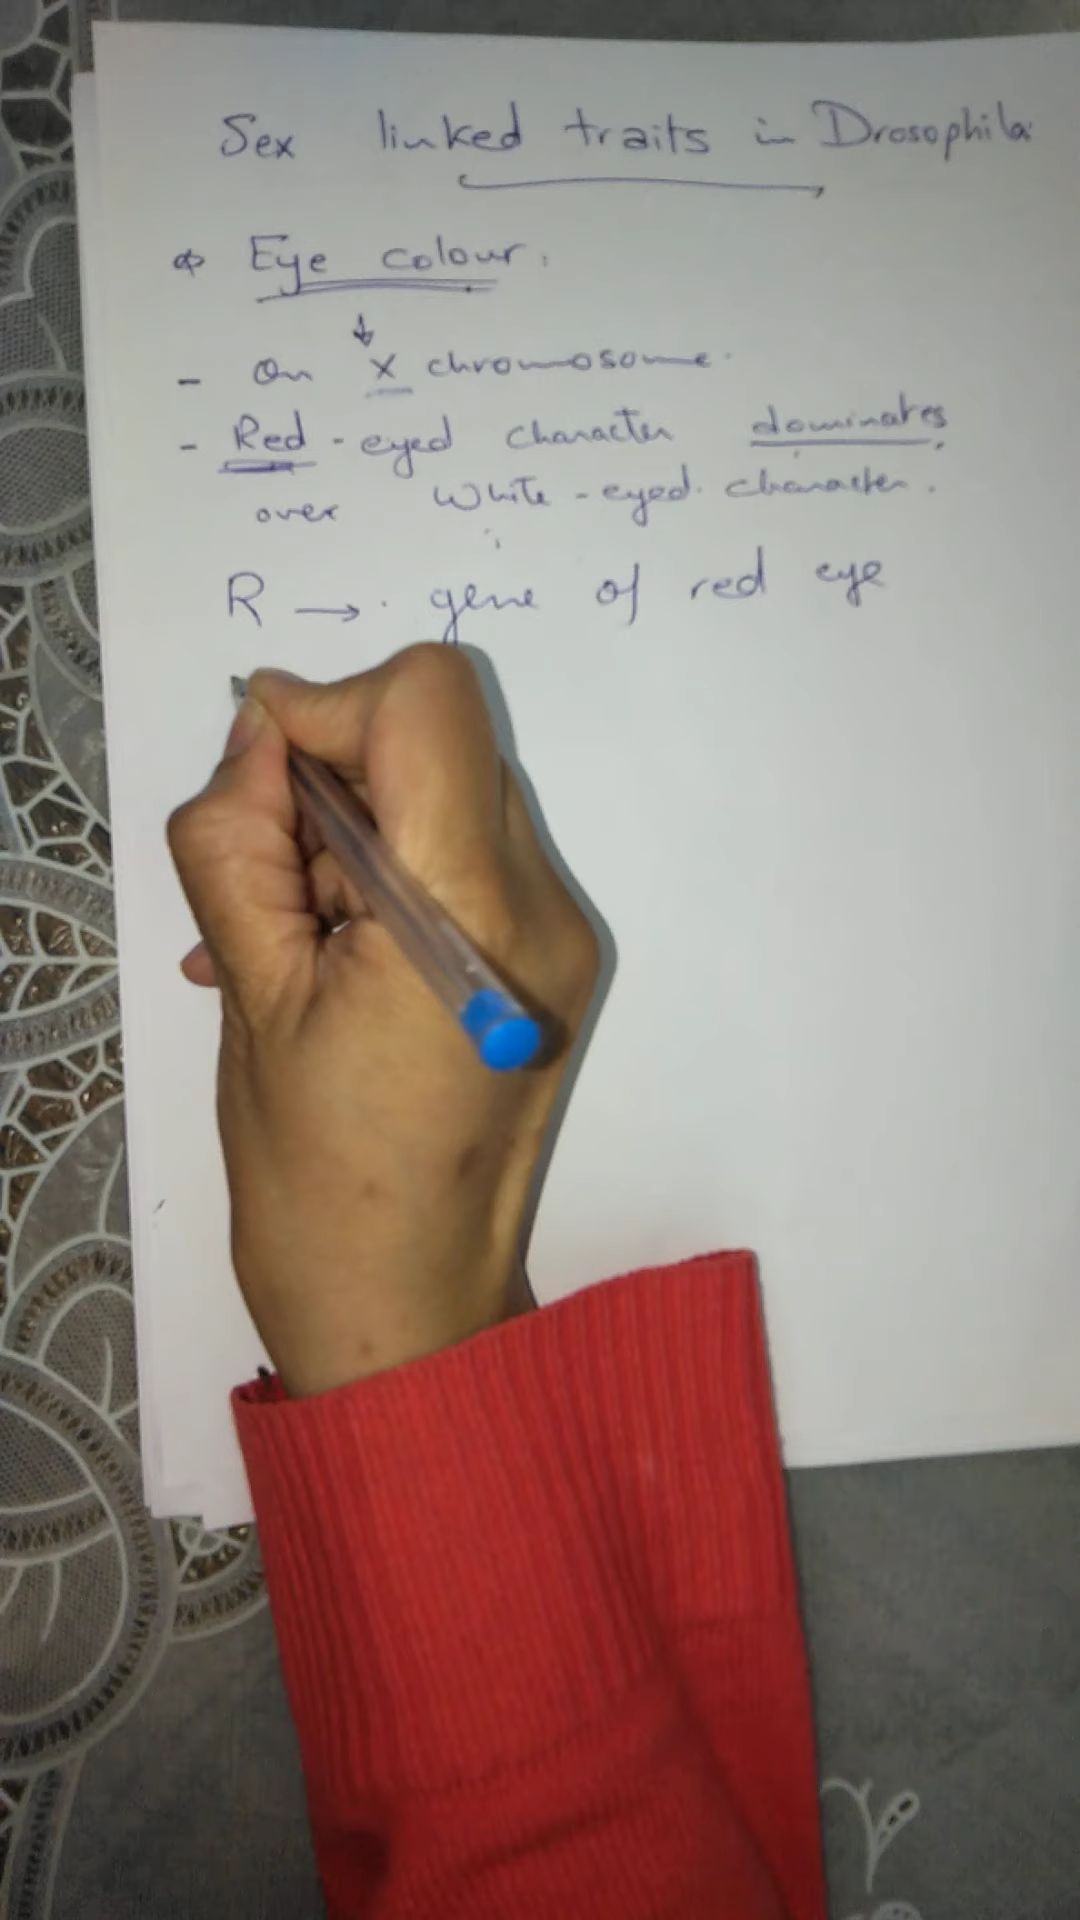 Sex linked traits in Drosophila
Eye colour.
↓
- On X chromosome.
- Red-eyed character dominates
over white-eyed character.
R → gene of red eye